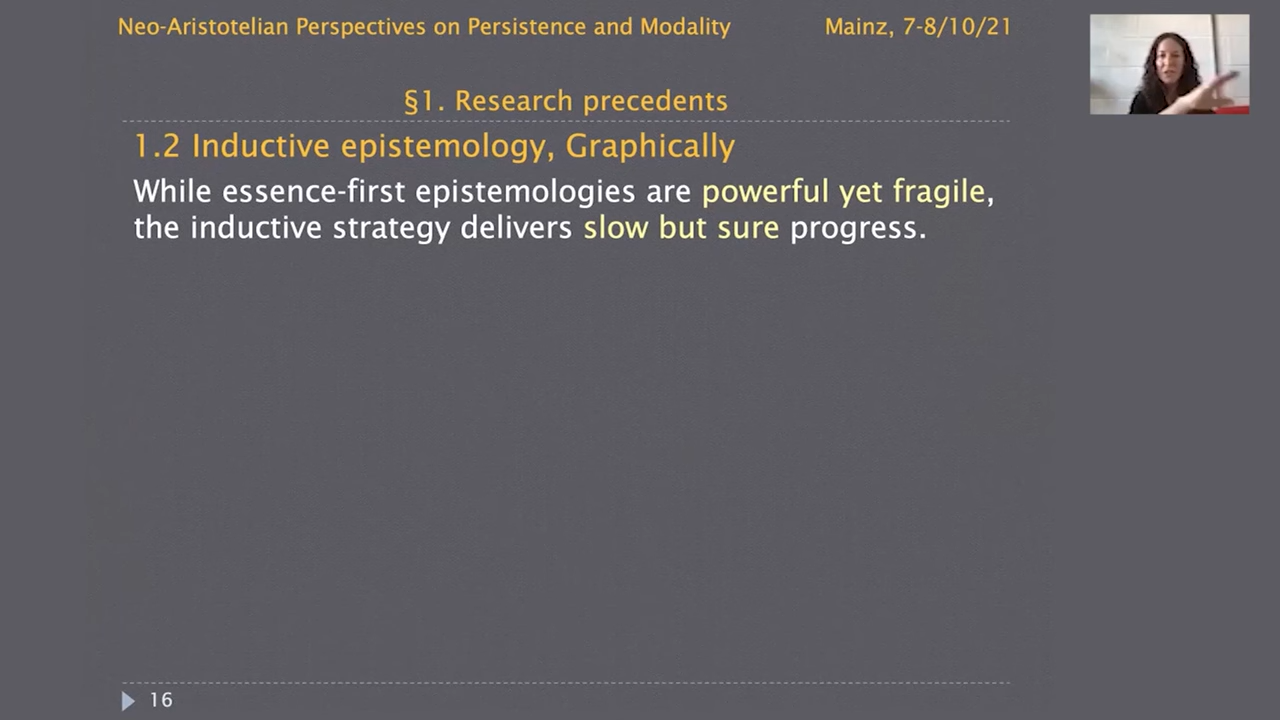 Neo-Aristotelian Perspectives on Persistence and Modality Mainz, 7-8/10/21
§1. Research precedents
1.2 Inductive epistemology, Graphically
While essence-first epistemologies are powerful yet fragile,
the inductive strategy delivers slow but sure progress.
16